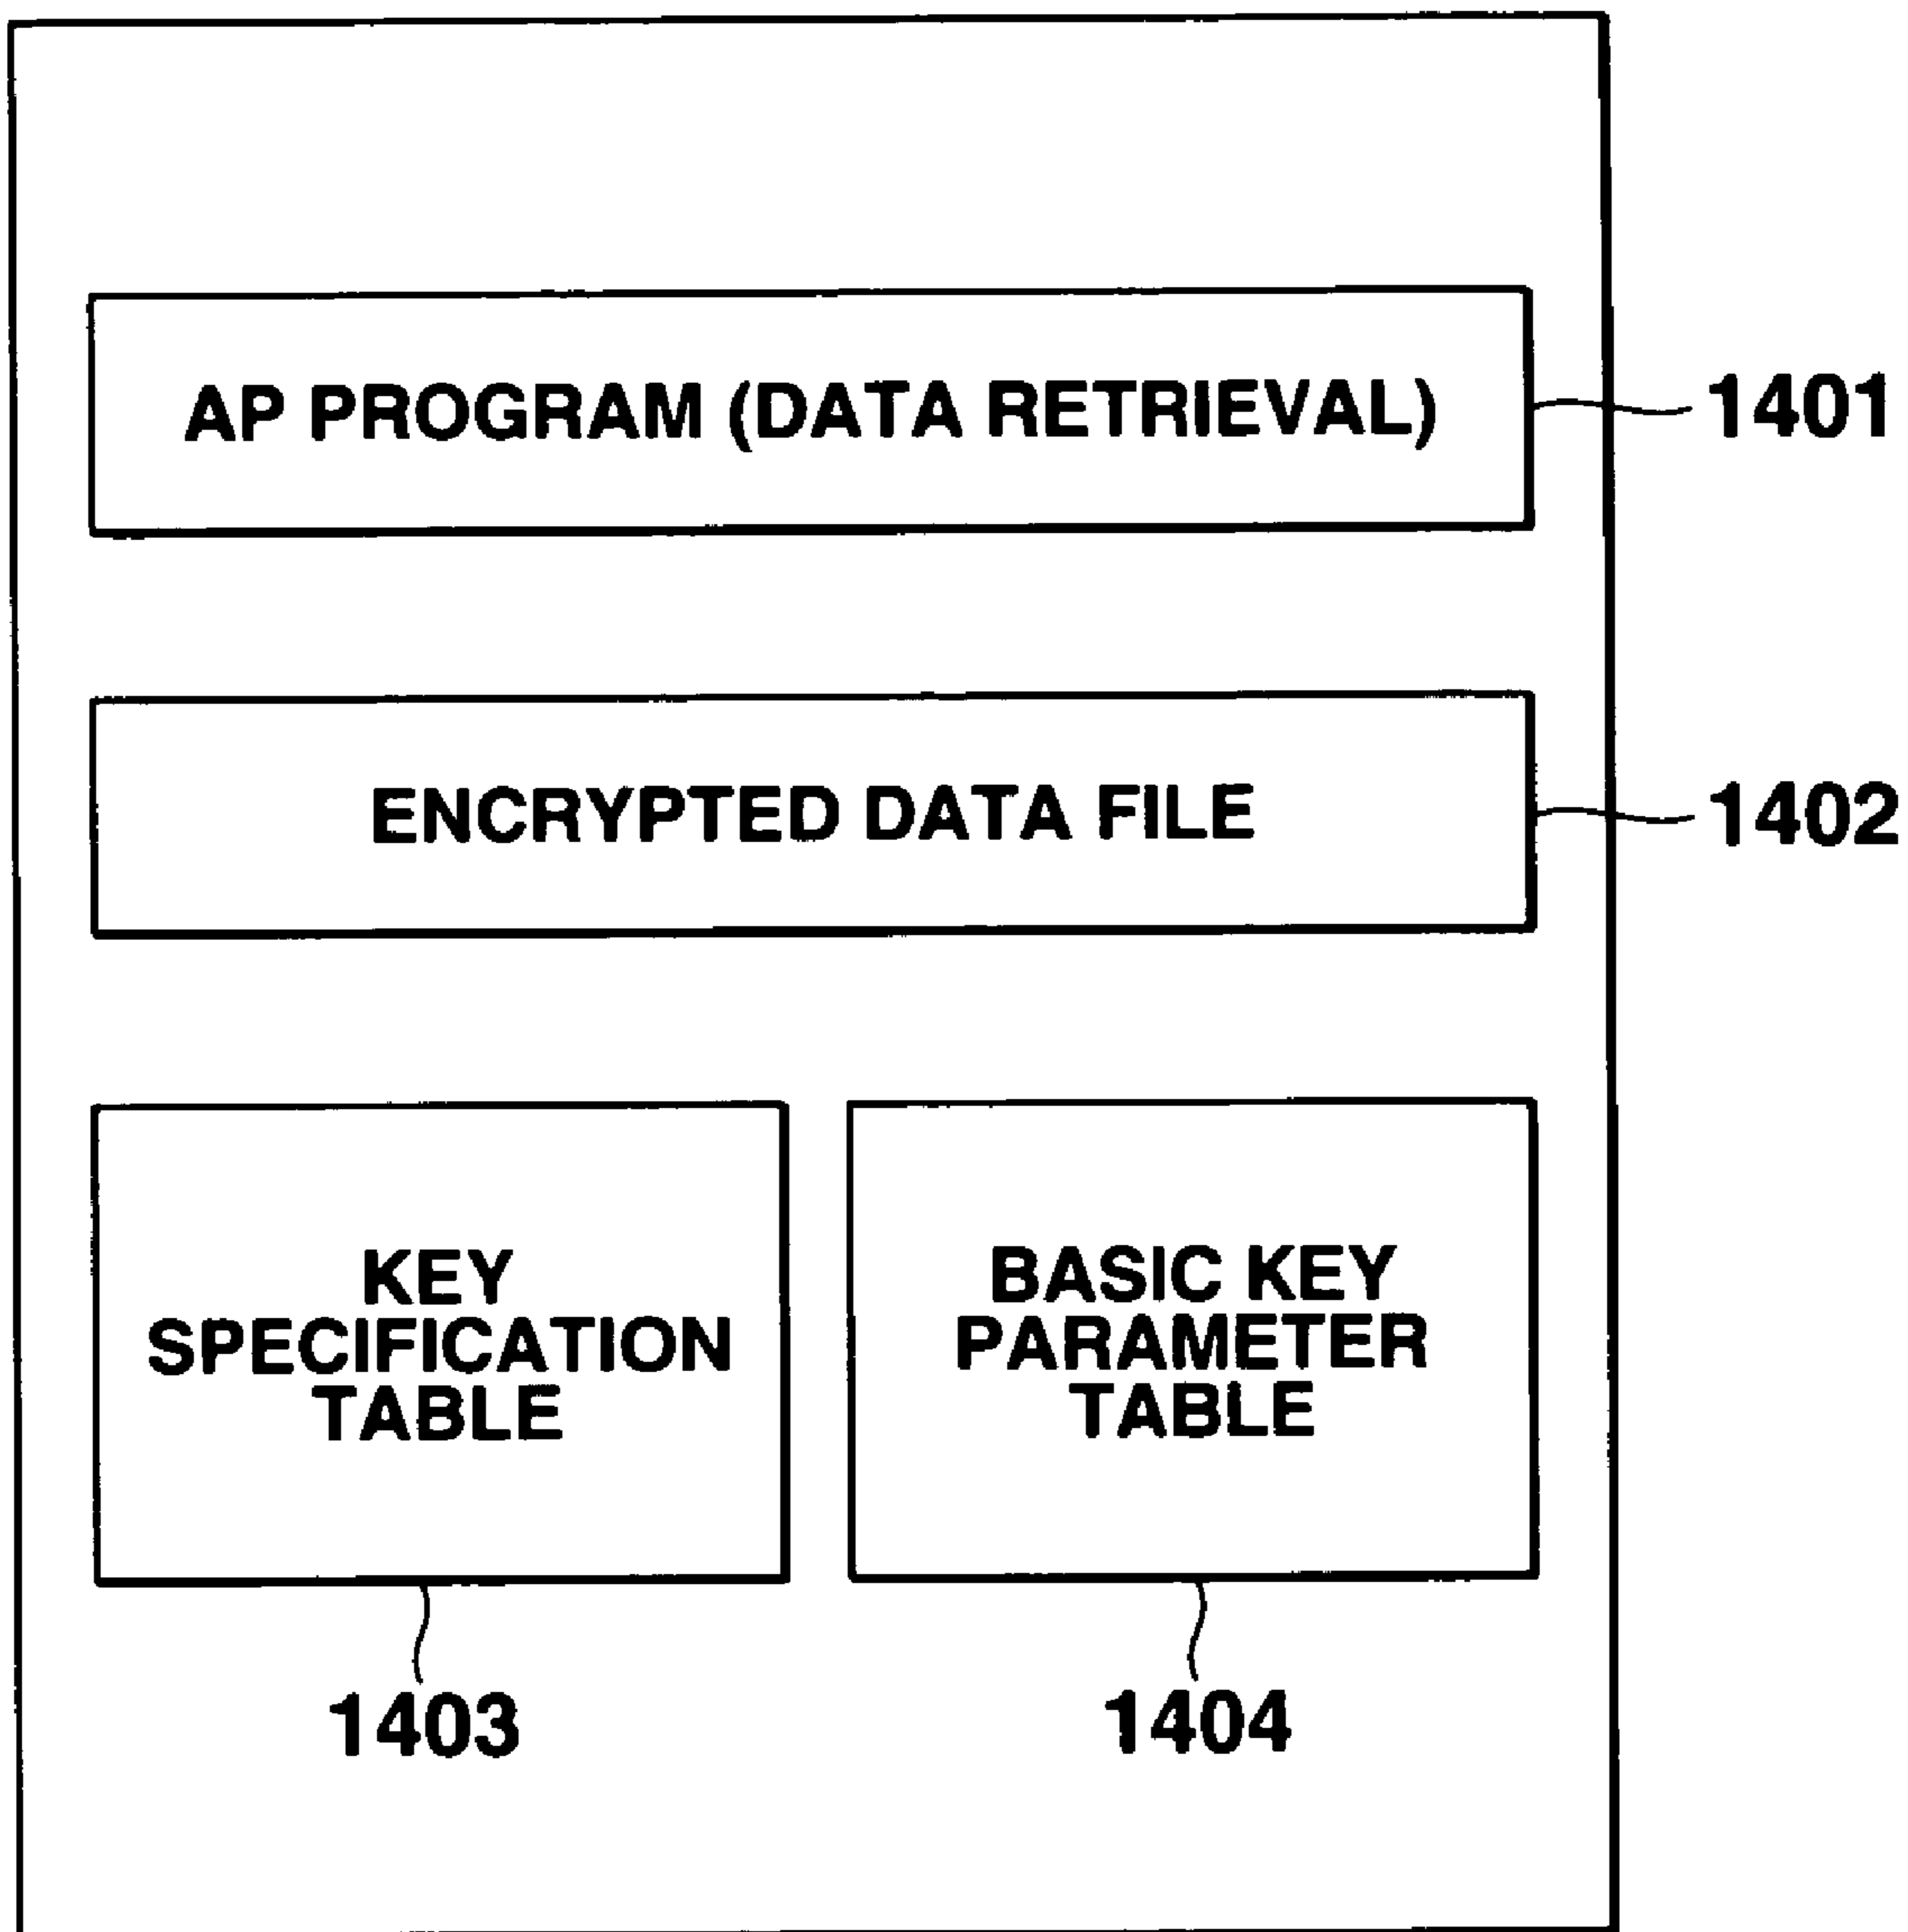 AP PROGRAM (DATA RETRIEVAL)
1401
ENCRYPTED DATA FILE
1402
KEY
SPECIFICATION
TABLE
BASIC KEY
PARAMETER
TABLE
1403
1404